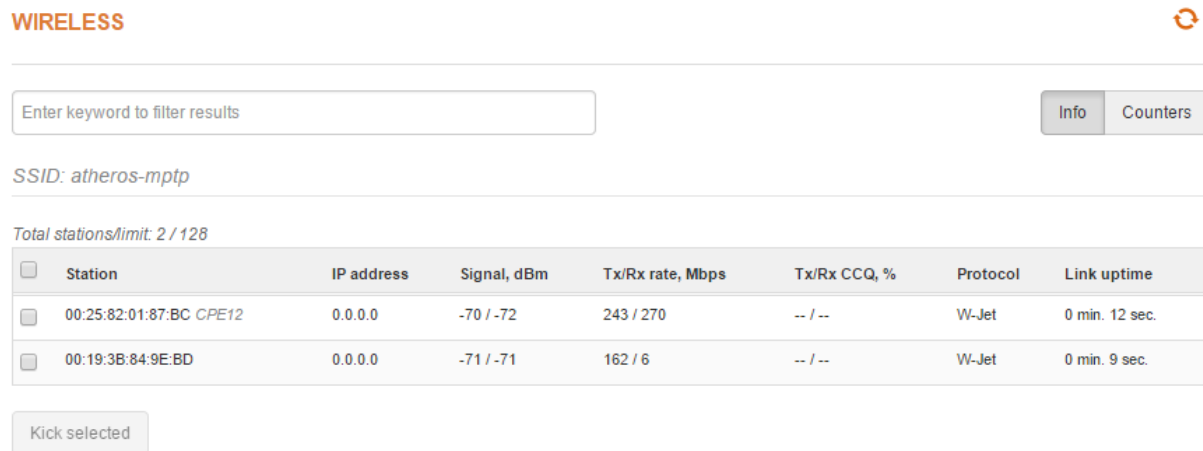 WIRELESS
Enter keyword to filter results
Info Counters
SSID: atheros-mptp
Total stations/limit: 2 / 128
Station IP address Signal, dBm Tx/Rx rate, Mbps Tx/Rx CCQ, % Protocol Link uptime
00:25:82:01:87:BC CPE12 0.0.0.0 -70 / -72 243 / 270 -- / -- W-Jet 0 min. 12 sec.
00:19:3B:84:9E:BD 0.0.0.0 -71 / -71 162 / 6 -- / -- W-Jet 0 min. 9 sec.
Kick selected